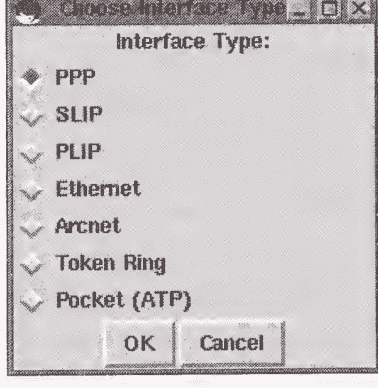 Choose Interface Type
Interface Type:
PPP
SLIP
PLIP
Ethernet
Arcnet
Token Ring
Pocket (ATP)
OK Cancel